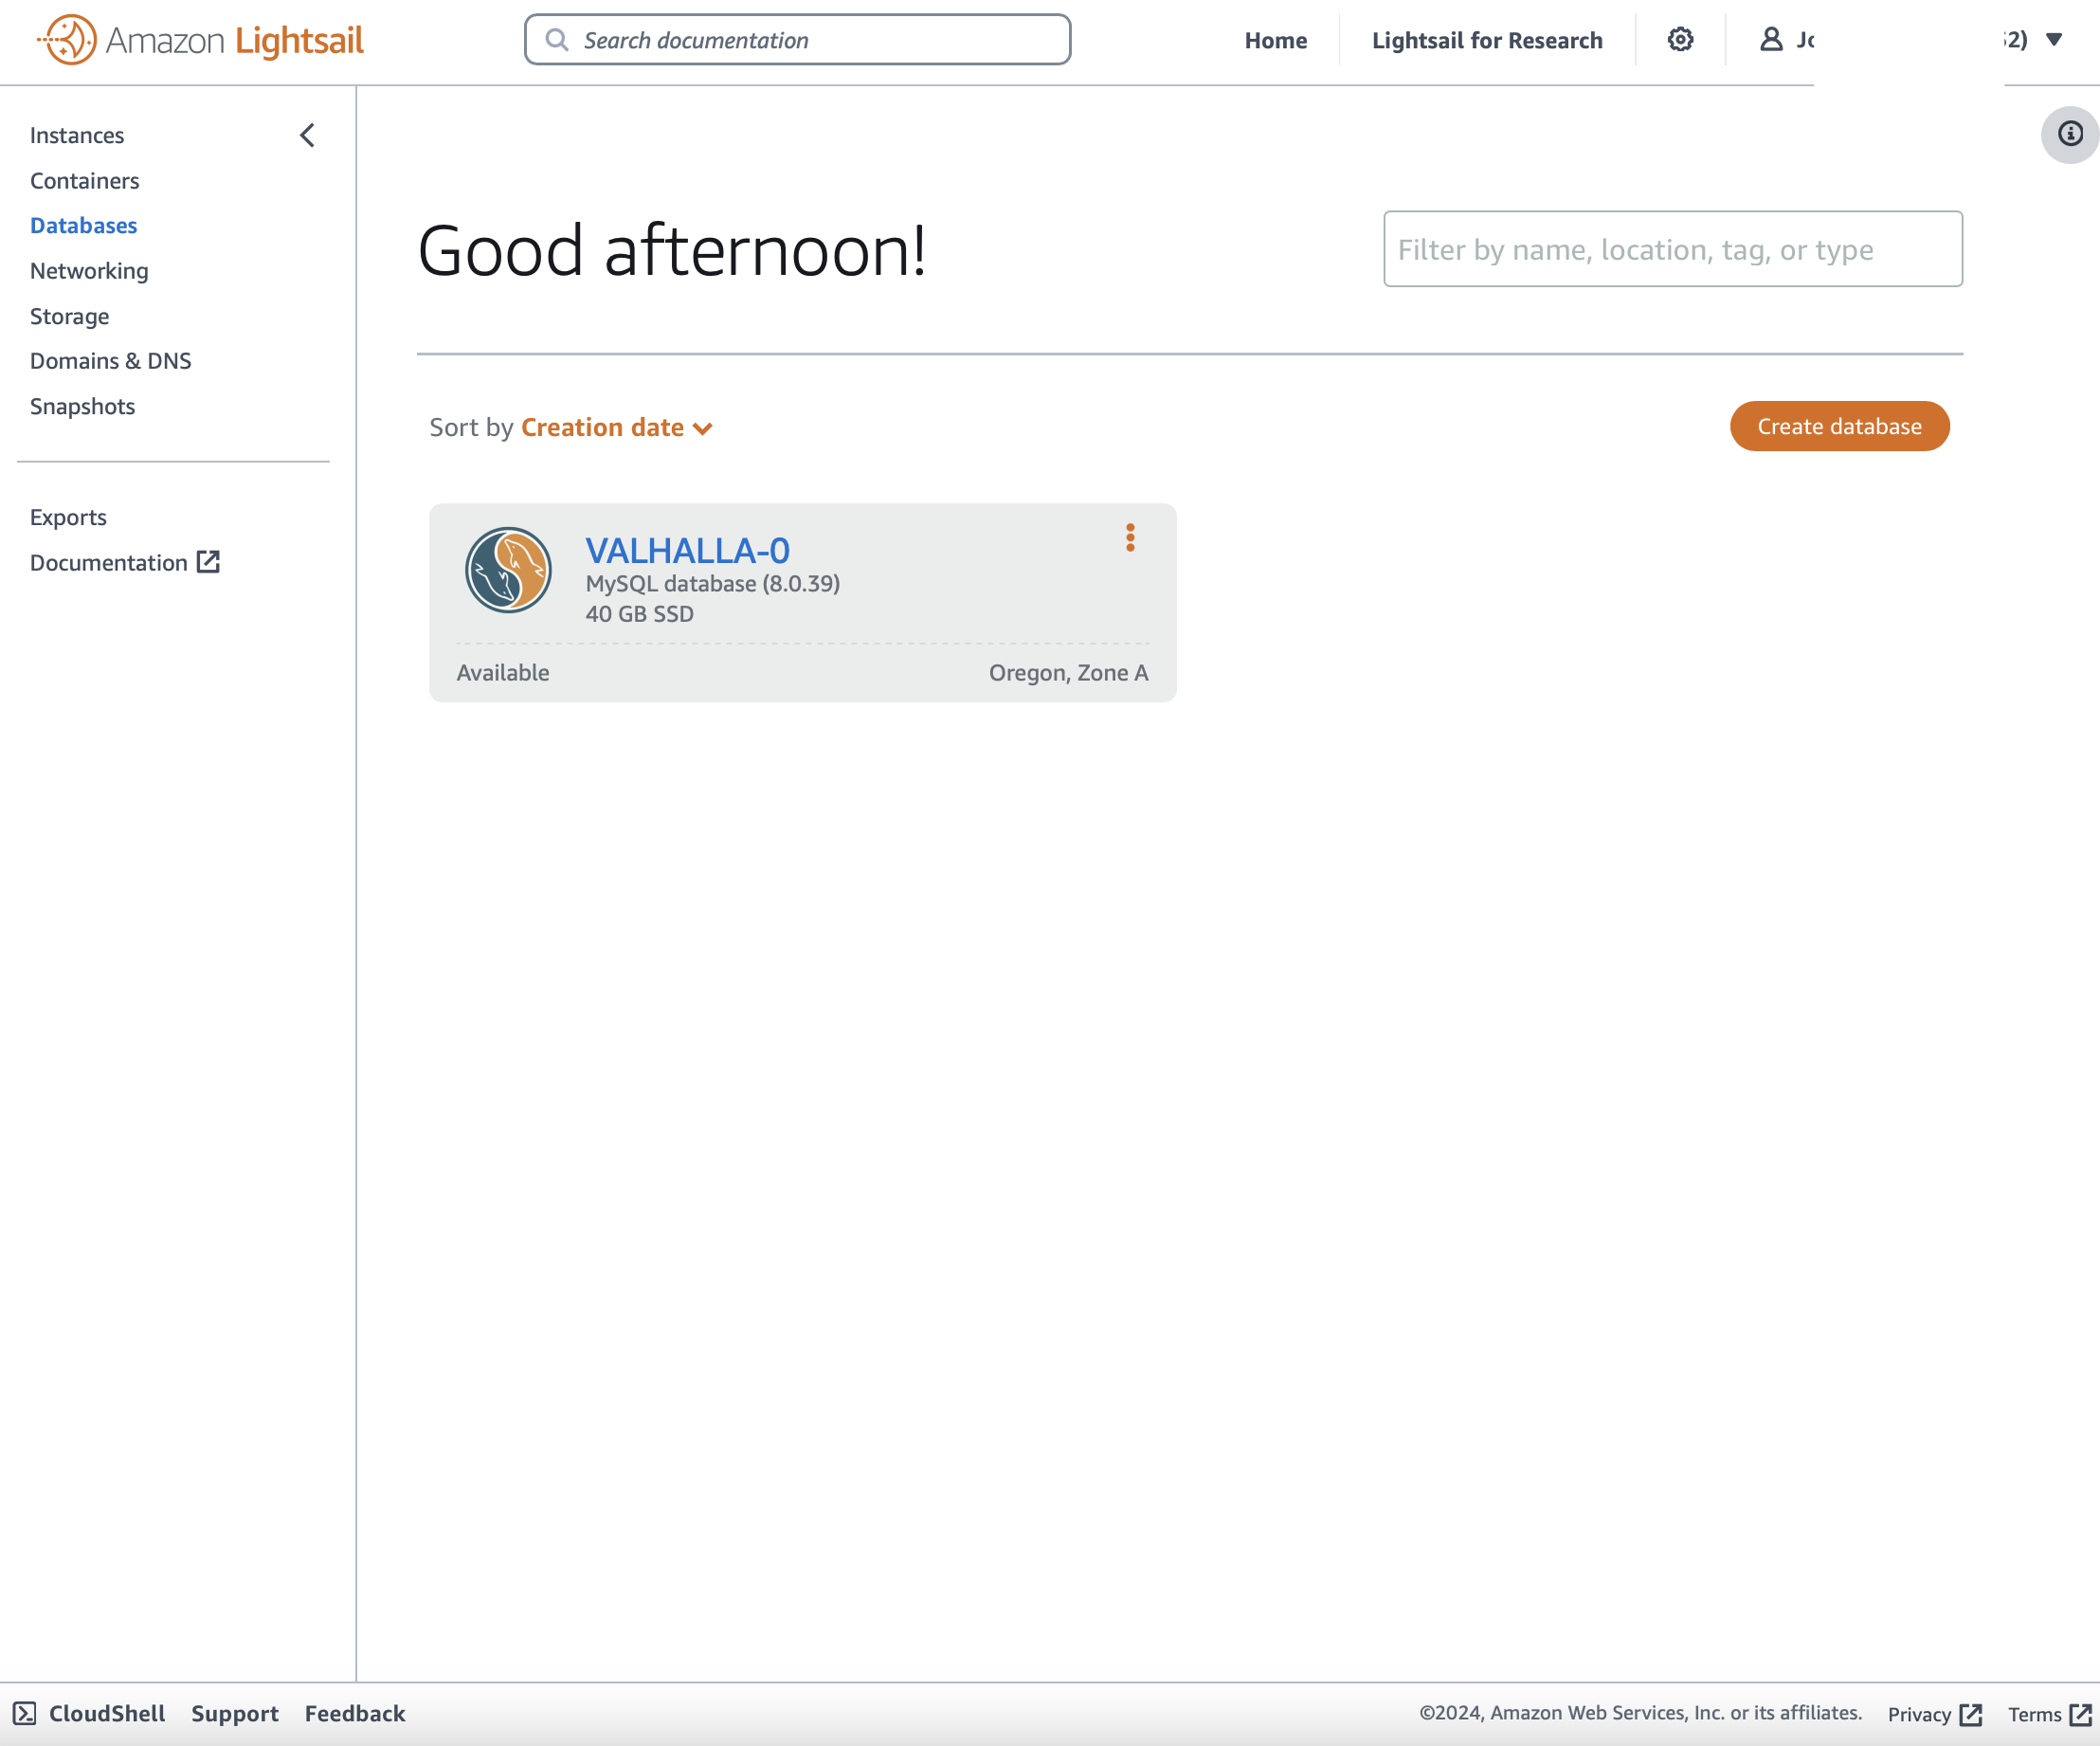 Amazon Lightsail
Search documentation
Home
Lightsail for Research
2)
Instances
Containers
Databases
Networking
Storage
Domains & DNS
Snapshots
Exports
Documentation
Good afternoon!
Filter by name, location, tag, or type
Sort by Creation date
Create database
VALHALLA-0
MySQL database (8.0.39)
40 GB SSD
Available
Oregon, Zone A
CloudShell
Support
Feedback
©2024, Amazon Web Services, Inc. or its affiliates.
Privacy
Terms